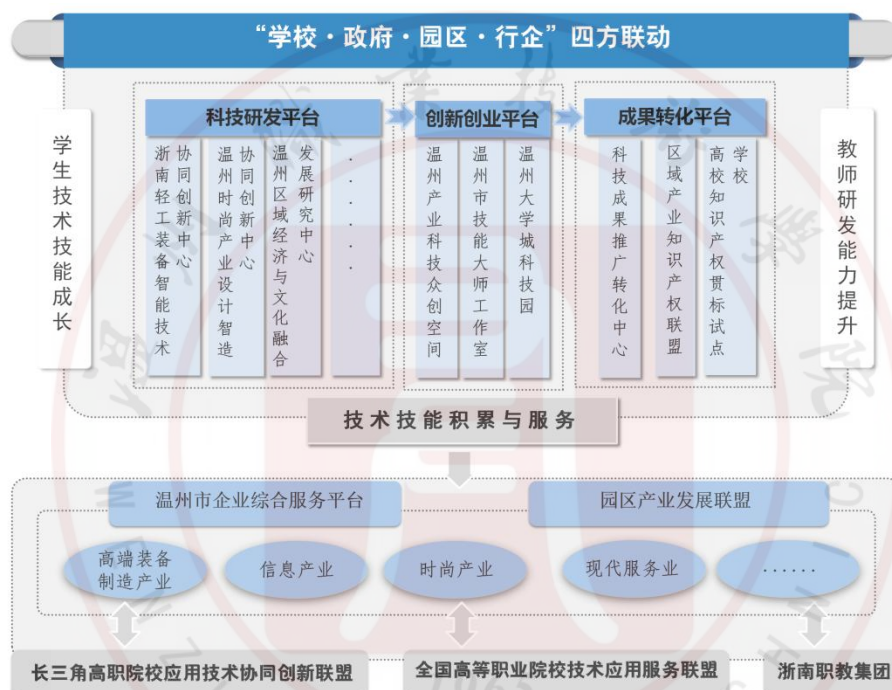 “学校·政府·园区·行企”四方联动
学生技术技能成长
科技研发平台
浙南轻工装备智能技术
协同创新中心
温州时尚产业设计智造
协同创新中心
温州区域经济与文化融合
发展研究中心
······
创新创业平台
温州产业科技众创空间
温州市技能大师工作室
温州大学城科技园
成果转化平台
科技成果推广转化中心
区域产业知识产权联盟
高校知识产权贯标试点
学校
教师研发能力提升
技术技能积累与服务
温州市企业综合服务平台
园区产业发展联盟
高端装备
制造产业
信息产业
时尚产业
现代服务业
······
长三角高职院校应用技术协同创新联盟
全国高等职业院校技术应用服务联盟
浙南职教集团